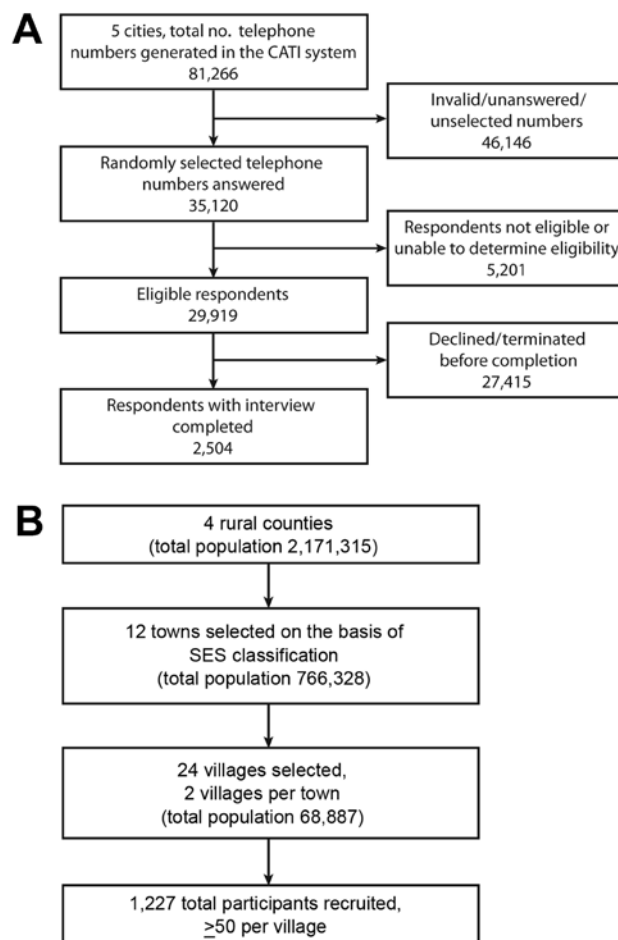 A
5 cities, total no. telephone
numbers generated in the CATI system
81,266
Invalid/unanswered/
unselected numbers
46,146
Randomly selected telephone
numbers answered
35,120
Respondents not eligible or
unable to determine eligibility
5,201
Eligible respondents
29,919
Declined/terminated
before completion
27,415
Respondents with interview
completed
2,504
B
4 rural counties
(total population 2,171,315)
12 towns selected on the basis of
SES classification
(total population 766,328)
24 villages selected,
2 villages per town
(total population 68,887)
1,227 total participants recruited,
≥50 per village